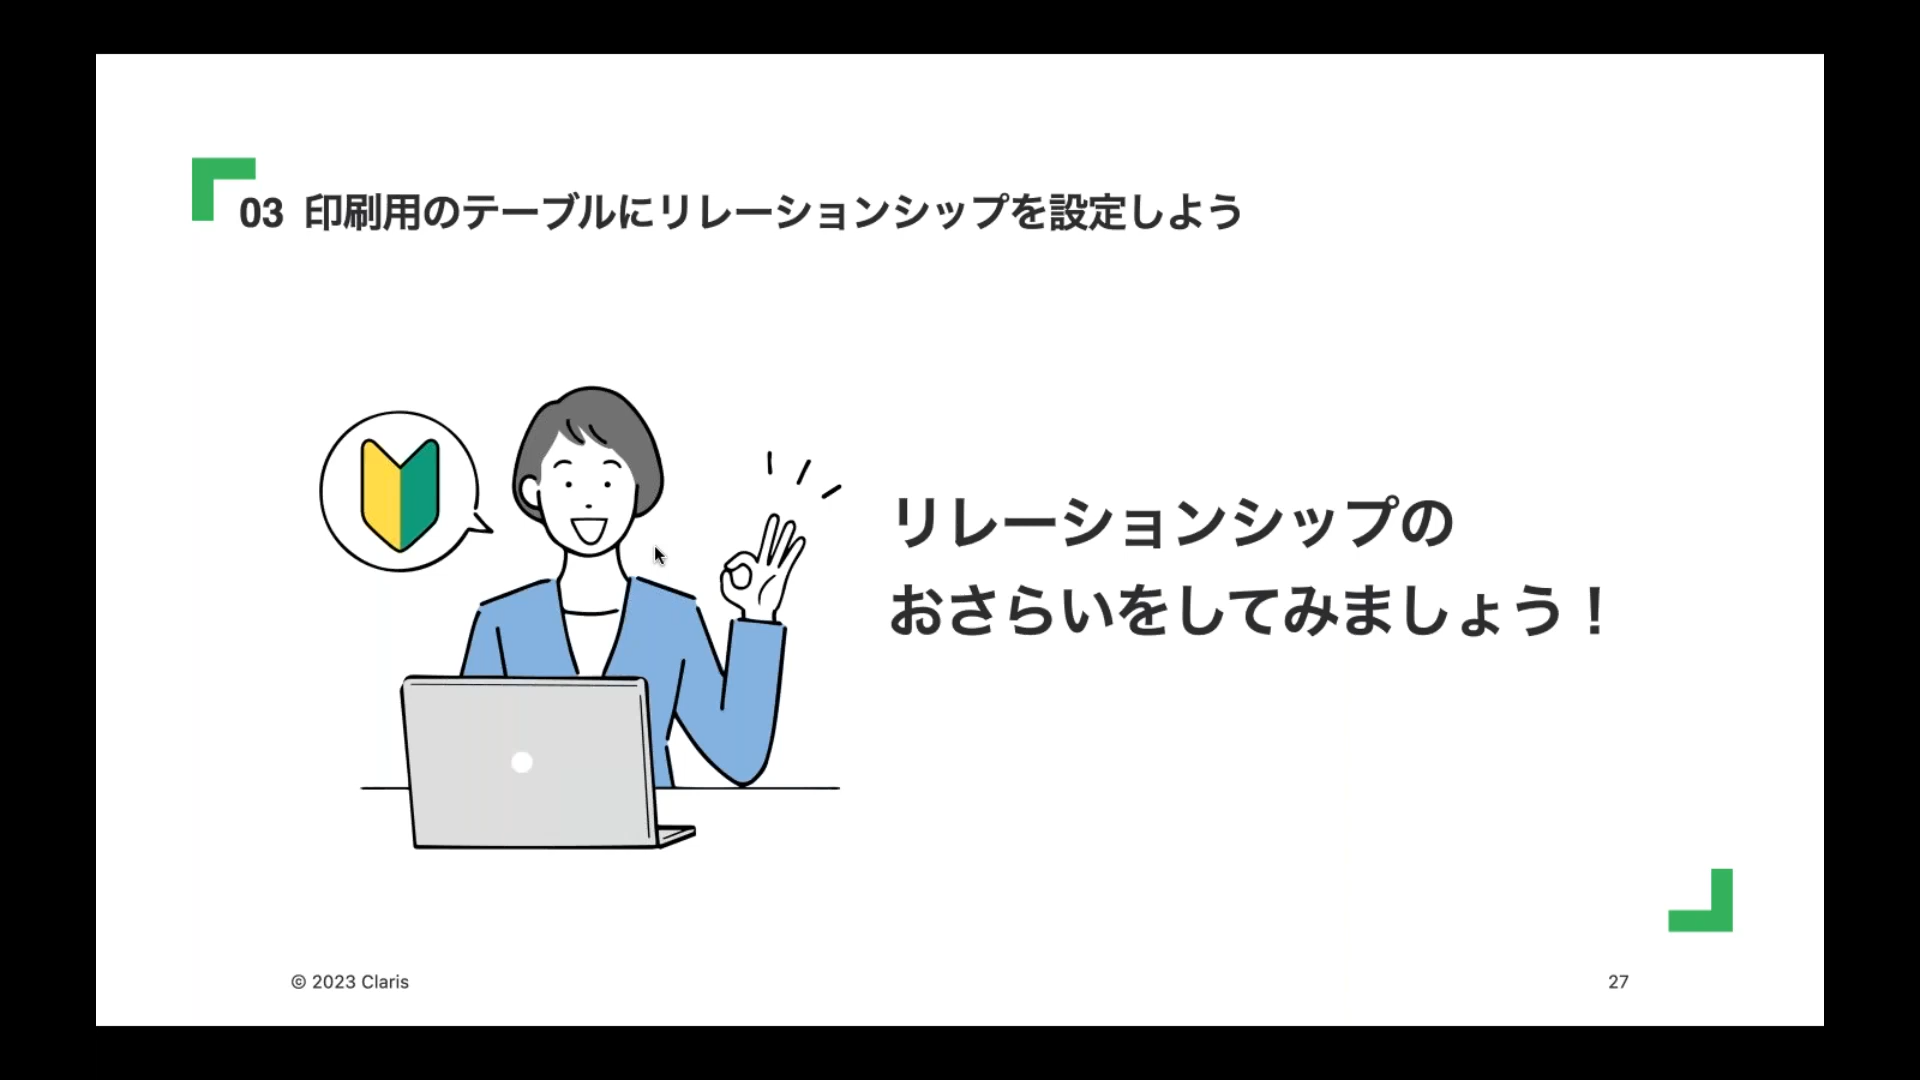 03 印刷用のテーブルにリレーションシップを設定しよう
リレーションシップの
おさらいをしてみましょう！
© 2023 Claris
27